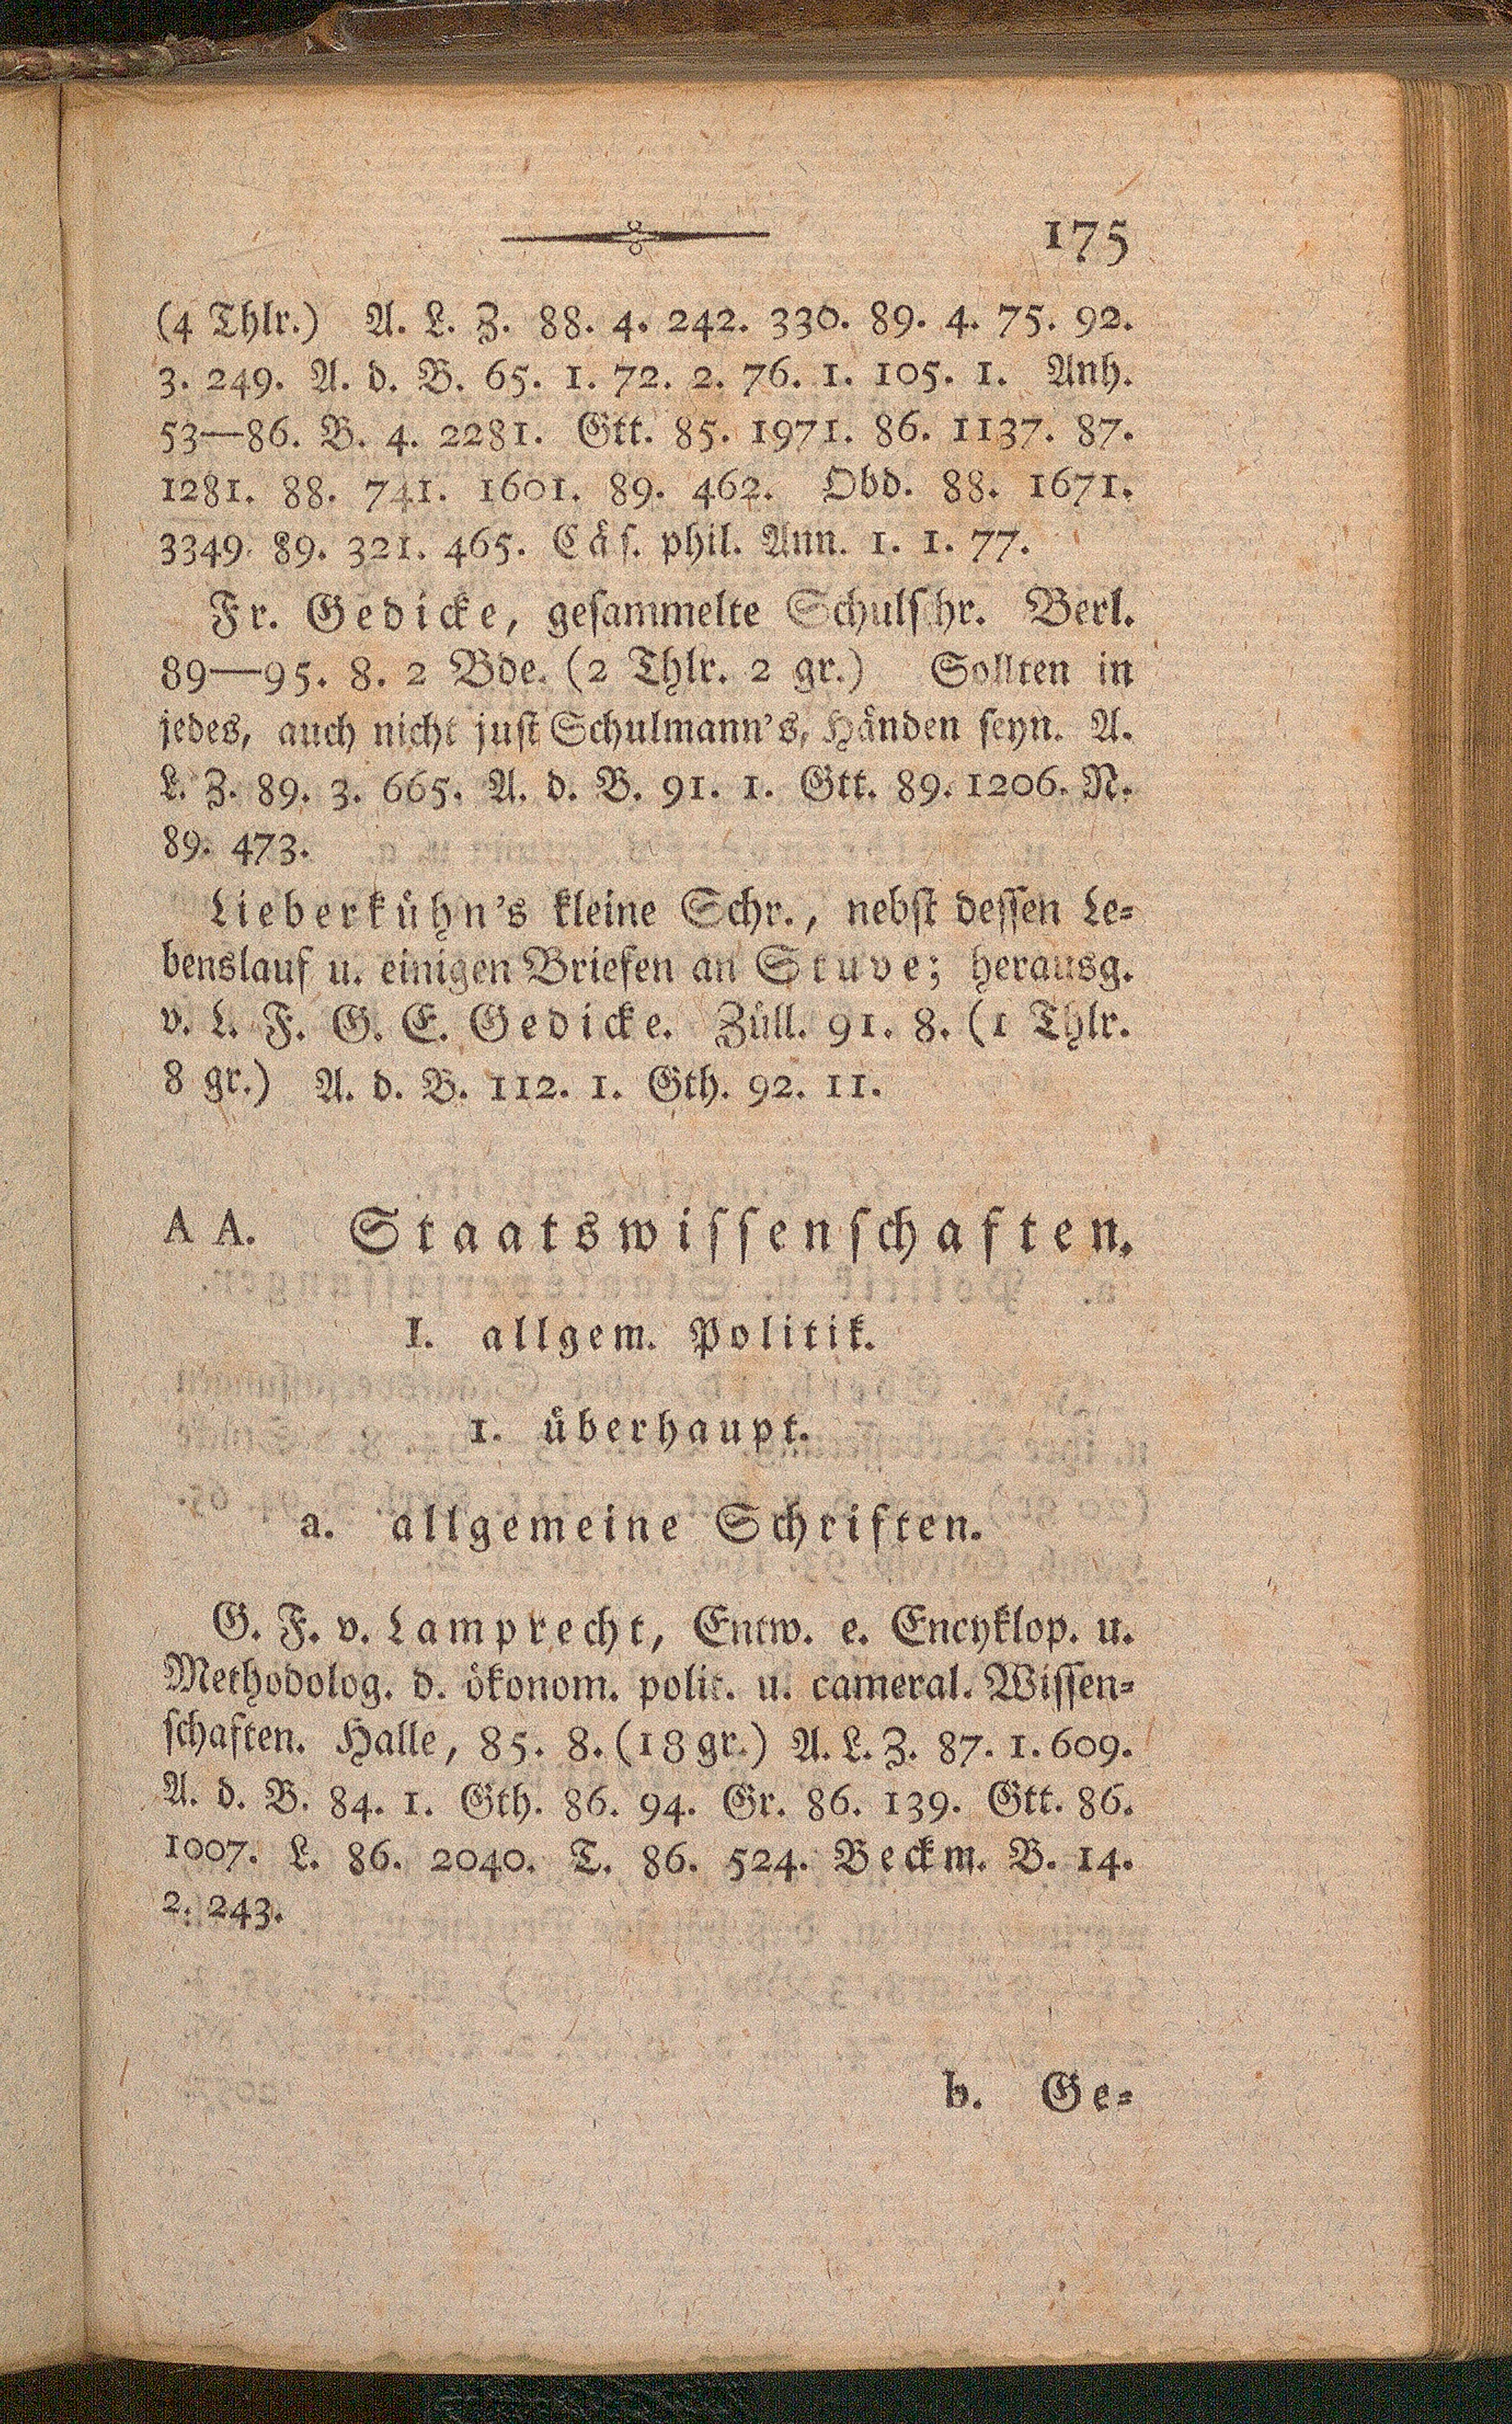 175
(4 Thlr.) A. L. Z. 88. 4. 242. 330. 89. 4. 75. 92.
3. 249. A. d. B. 65. 1. 72. 2. 76. 1. 105. 1. Anh.
53—86. B. 4. 2281. Gtt. 85. 1971. 86. 1137. 87.
1281. 88. 741. 1601. 89. 462. Obd. 88. 1671.
3349. 89. 321. 465. Cäs. phil. Ann. 1. 1. 77.
Fr. Gedicke, gesammelte Schulschr. Berl.
89—95. 8. 2 Bde. (2 Thlr. 2 gr.) Sollten in
jedes, auch nicht just Schulmann's, Händen seyn. A.
L. Z. 89. 3. 665. A. d. B. 91. 1. Gtt. 89. 1206. N.
89. 473.
Lieberkühn's kleine Schr., nebst dessen Le-
benslauf u. einigen Briefen an Stuve; herausg.
v. L. F. G. E. Gedicke. Züll. 91. 8. (1 Thlr.
8 gr.) A. d. B. 112. 1. Gth. 92. 11.
A A. Staatswissenschaften.
I. allgem. Politik.
1. überhaupt.
a. allgemeine Schriften.
G. F. v. Lamprecht, Entw. e. Encyklop. u.
Methodolog. d. ökonom. polit. u. cameral. Wissen-
schaften. Halle, 85. 8. (18 gr.) A. L. Z. 87. 1. 609.
A. d. B. 84. 1. Gth. 86. 94. Gr. 86. 139. Gtt. 86.
1007. L. 86. 2040. T. 86. 524. Beckm. B. 14.
2. 243.
b. Ge-